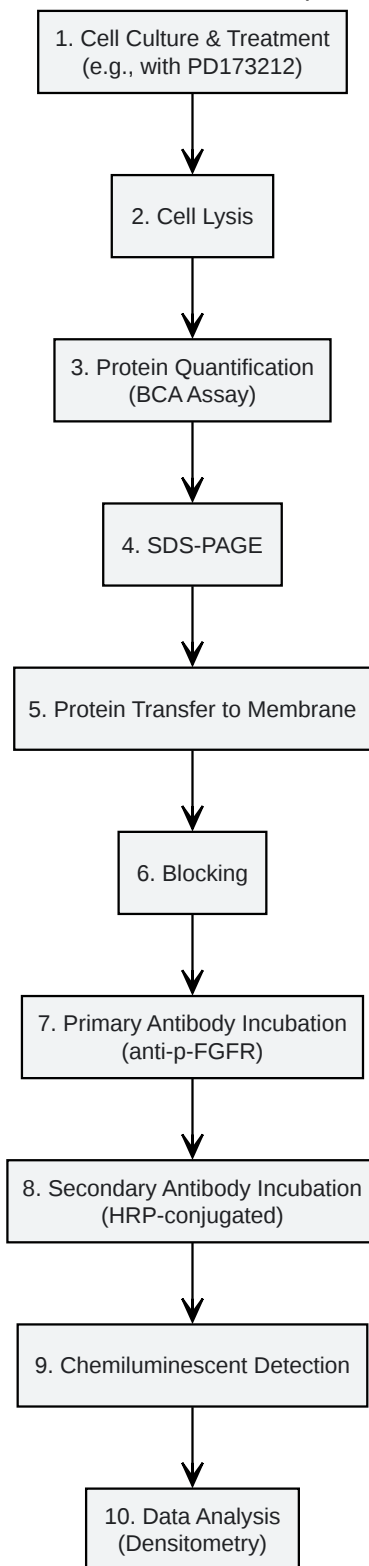 1. Cell Culture & Treatment
(e.g., with PD173212)
2. Cell Lysis
3. Protein Quantification
(BCA Assay)
4. SDS-PAGE
5. Protein Transfer to Membrane
6. Blocking
7. Primary Antibody Incubation
(anti-p-FGFR)
8. Secondary Antibody Incubation
(HRP-conjugated)
9. Chemiluminescent Detection
10. Data Analysis
(Densitometry)